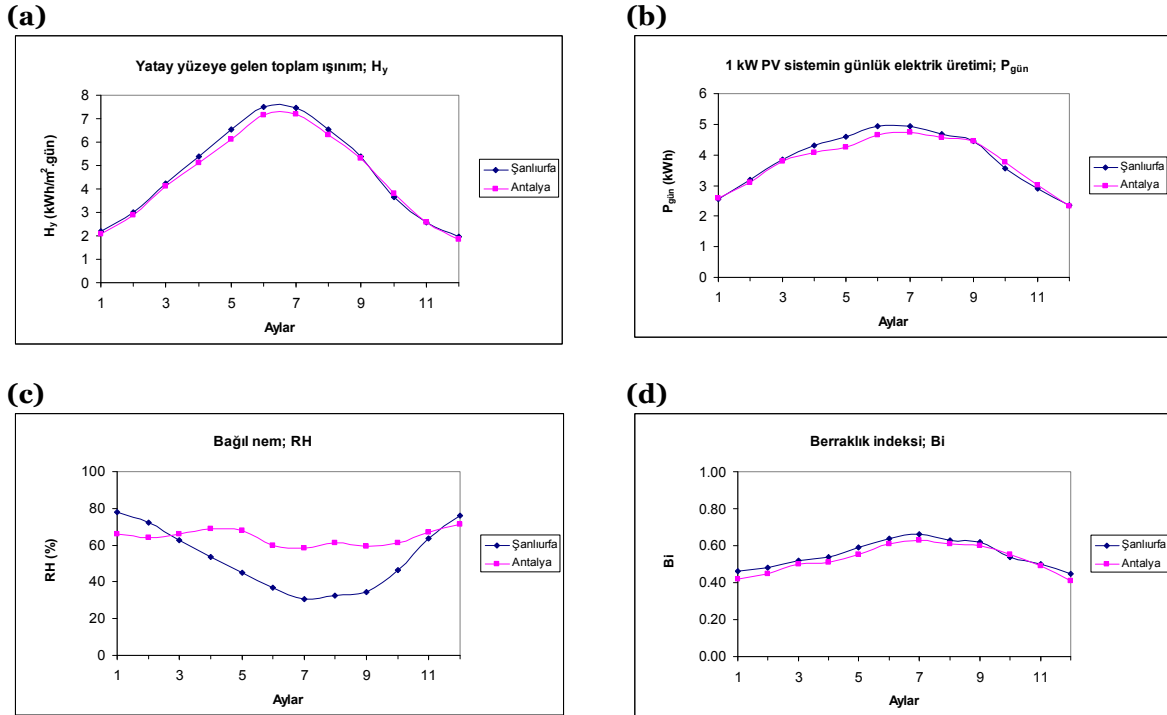 (a)
Yatay yüzeye gelen toplam ışınım; Hy
Hy (kWh/m².gün)
8
7
6
5
4
3
2
1
0
1 3 5 7 9 11
Aylar
Şanlıurfa
Antalya
(b)
1 kW PV sistemin günlük elektrik üretimi; Pgün
Pgün (kWh)
6
5
4
3
2
1
0
1 3 5 7 9 11
Aylar
Şanlıurfa
Antalya
(c)
Bağıl nem; RH
RH (%)
100
80
60
40
20
0
1 3 5 7 9 11
Aylar
Şanlıurfa
Antalya
(d)
Berraklık indeksi; Bi
Bi
1.00
0.80
0.60
0.40
0.20
0.00
1 3 5 7 9 11
Aylar
Şanlıurfa
Antalya